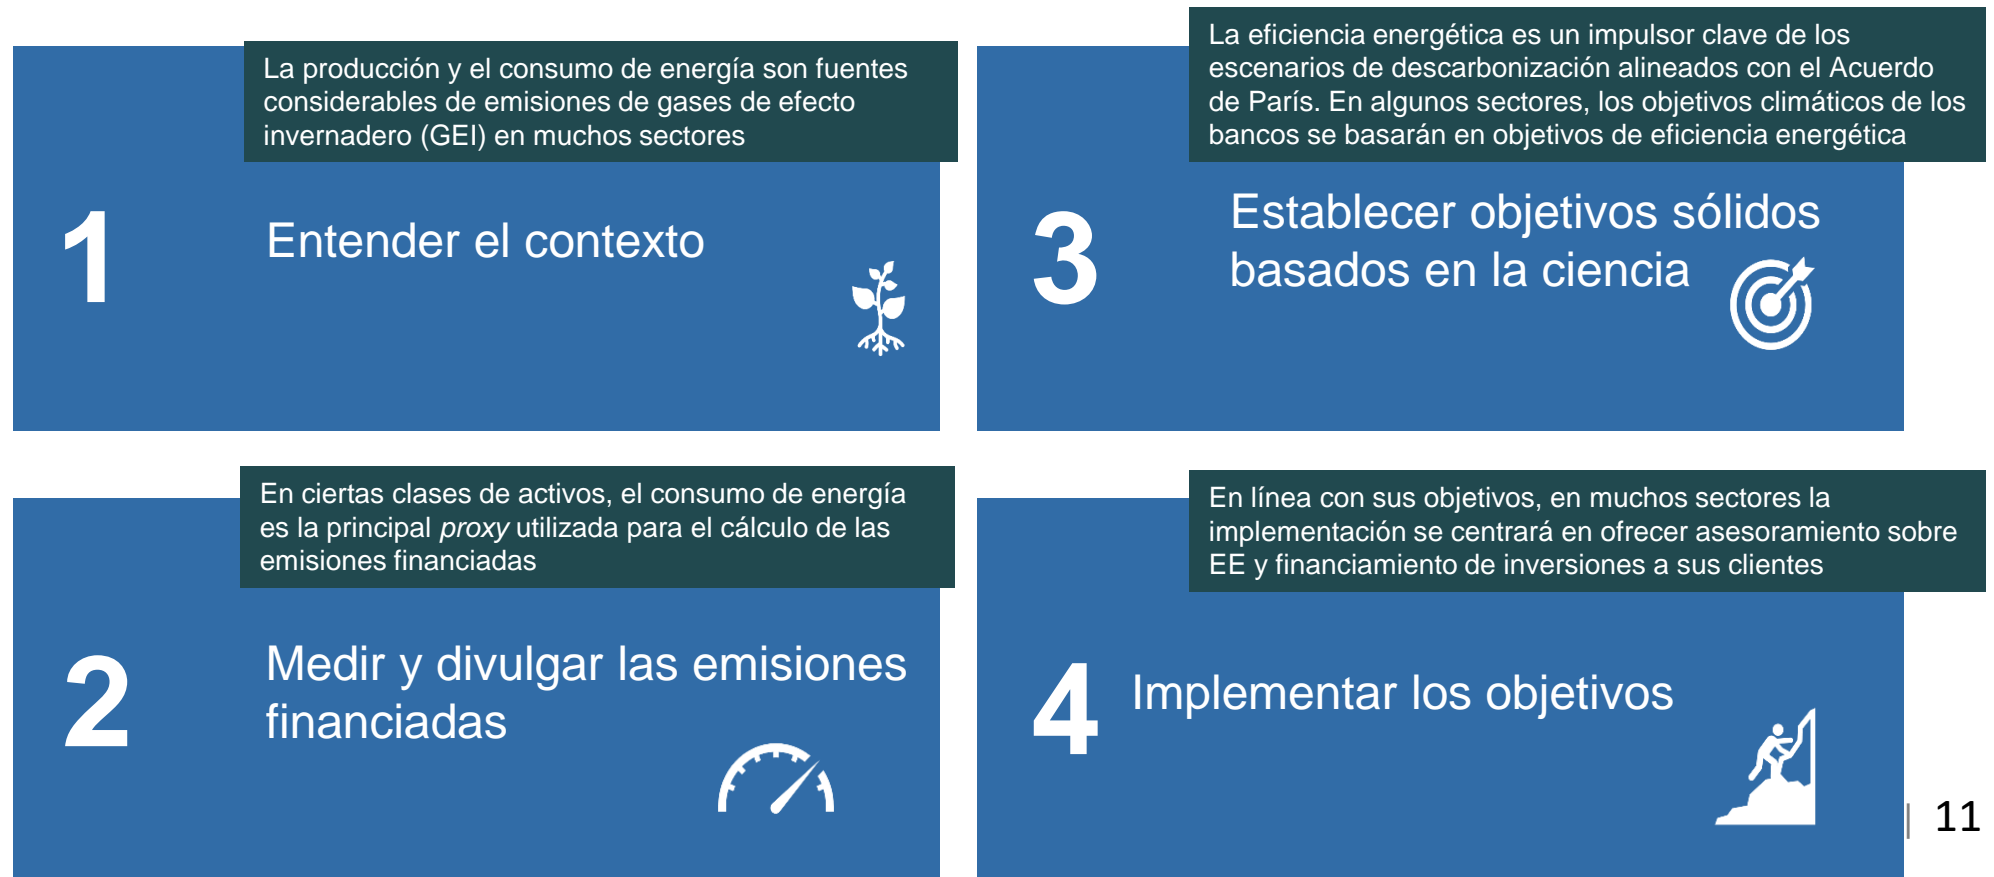 La producción y el consumo de energía son fuentes
considerables de emisiones de gases de efecto
invernadero (GEI) en muchos sectores
1
Entender el contexto
En ciertas clases de activos, el consumo de energía
es la principal proxy utilizada para el cálculo de las
emisiones financiadas
2
Medir y divulgar las emisiones
financiadas
La eficiencia energética es un impulsor clave de los
escenarios de descarbonización alineados con el Acuerdo
de París. En algunos sectores, los objetivos climáticos de los
bancos se basarán en objetivos de eficiencia energética
3
Establecer objetivos sólidos
basados en la ciencia
En línea con sus objetivos, en muchos sectores la
implementación se centrará en ofrecer asesoramiento sobre
EE y financiamiento de inversiones a sus clientes
4
Implementar los objetivos
| 11